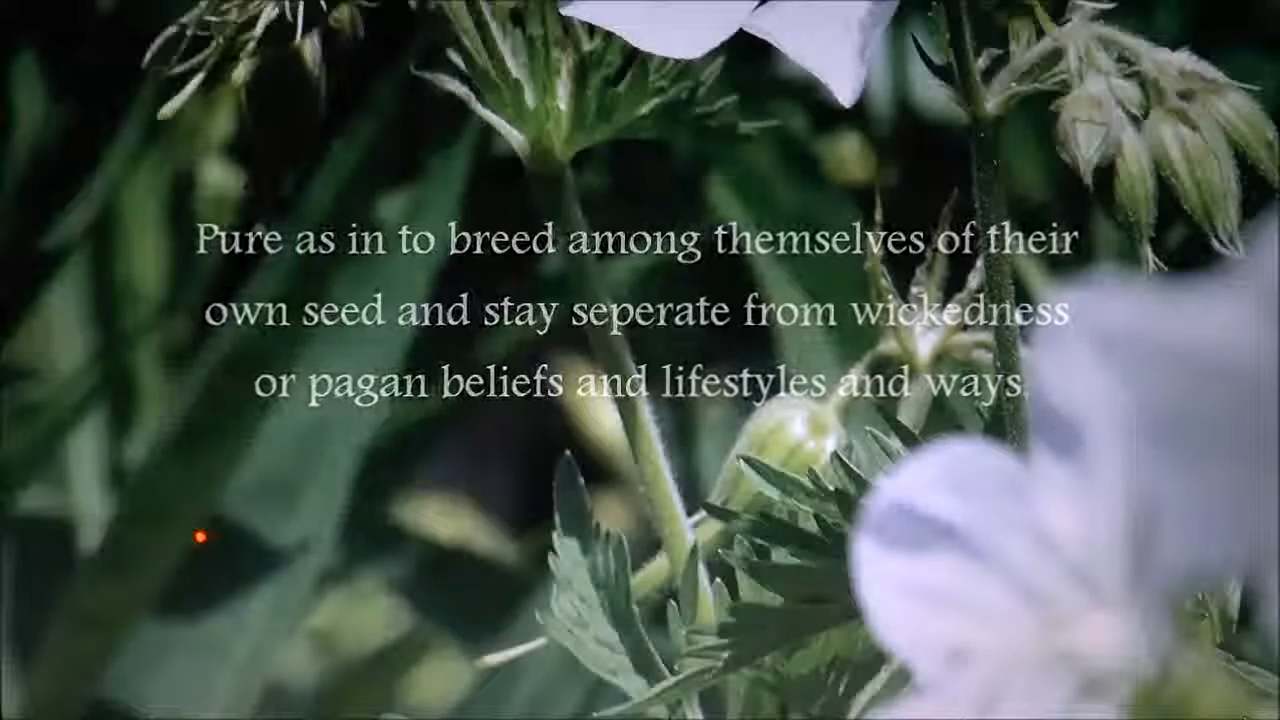 Pure as in to breed among themselves of their
own seed and stay seperate from wickedness
or pagan beliefs and lifestyles and ways.